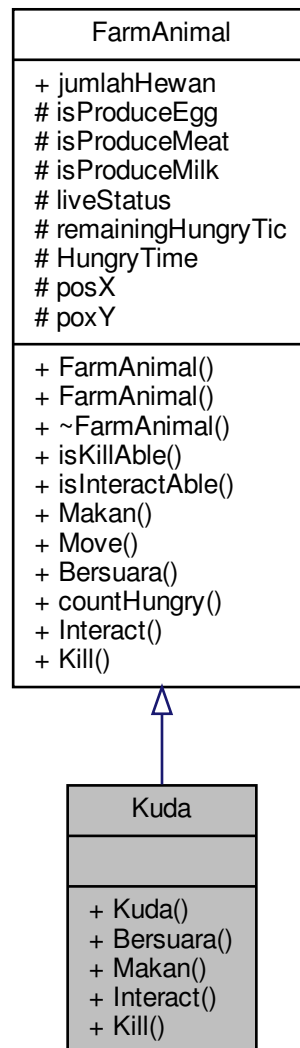 FarmAnimal
+ jumlahHewan
# isProduceEgg
# isProduceMeat
# isProduceMilk
# liveStatus
# remainingHungryTic
# HungryTime
# posX
# poxY
+ FarmAnimal()
+ FarmAnimal()
+ ~FarmAnimal()
+ isKillAble()
+ isInteractAble()
+ Makan()
+ Move()
+ Bersuara()
+ countHungry()
+ Interact()
+ Kill()
Kuda
+ Kuda()
+ Bersuara()
+ Makan()
+ Interact()
+ Kill()